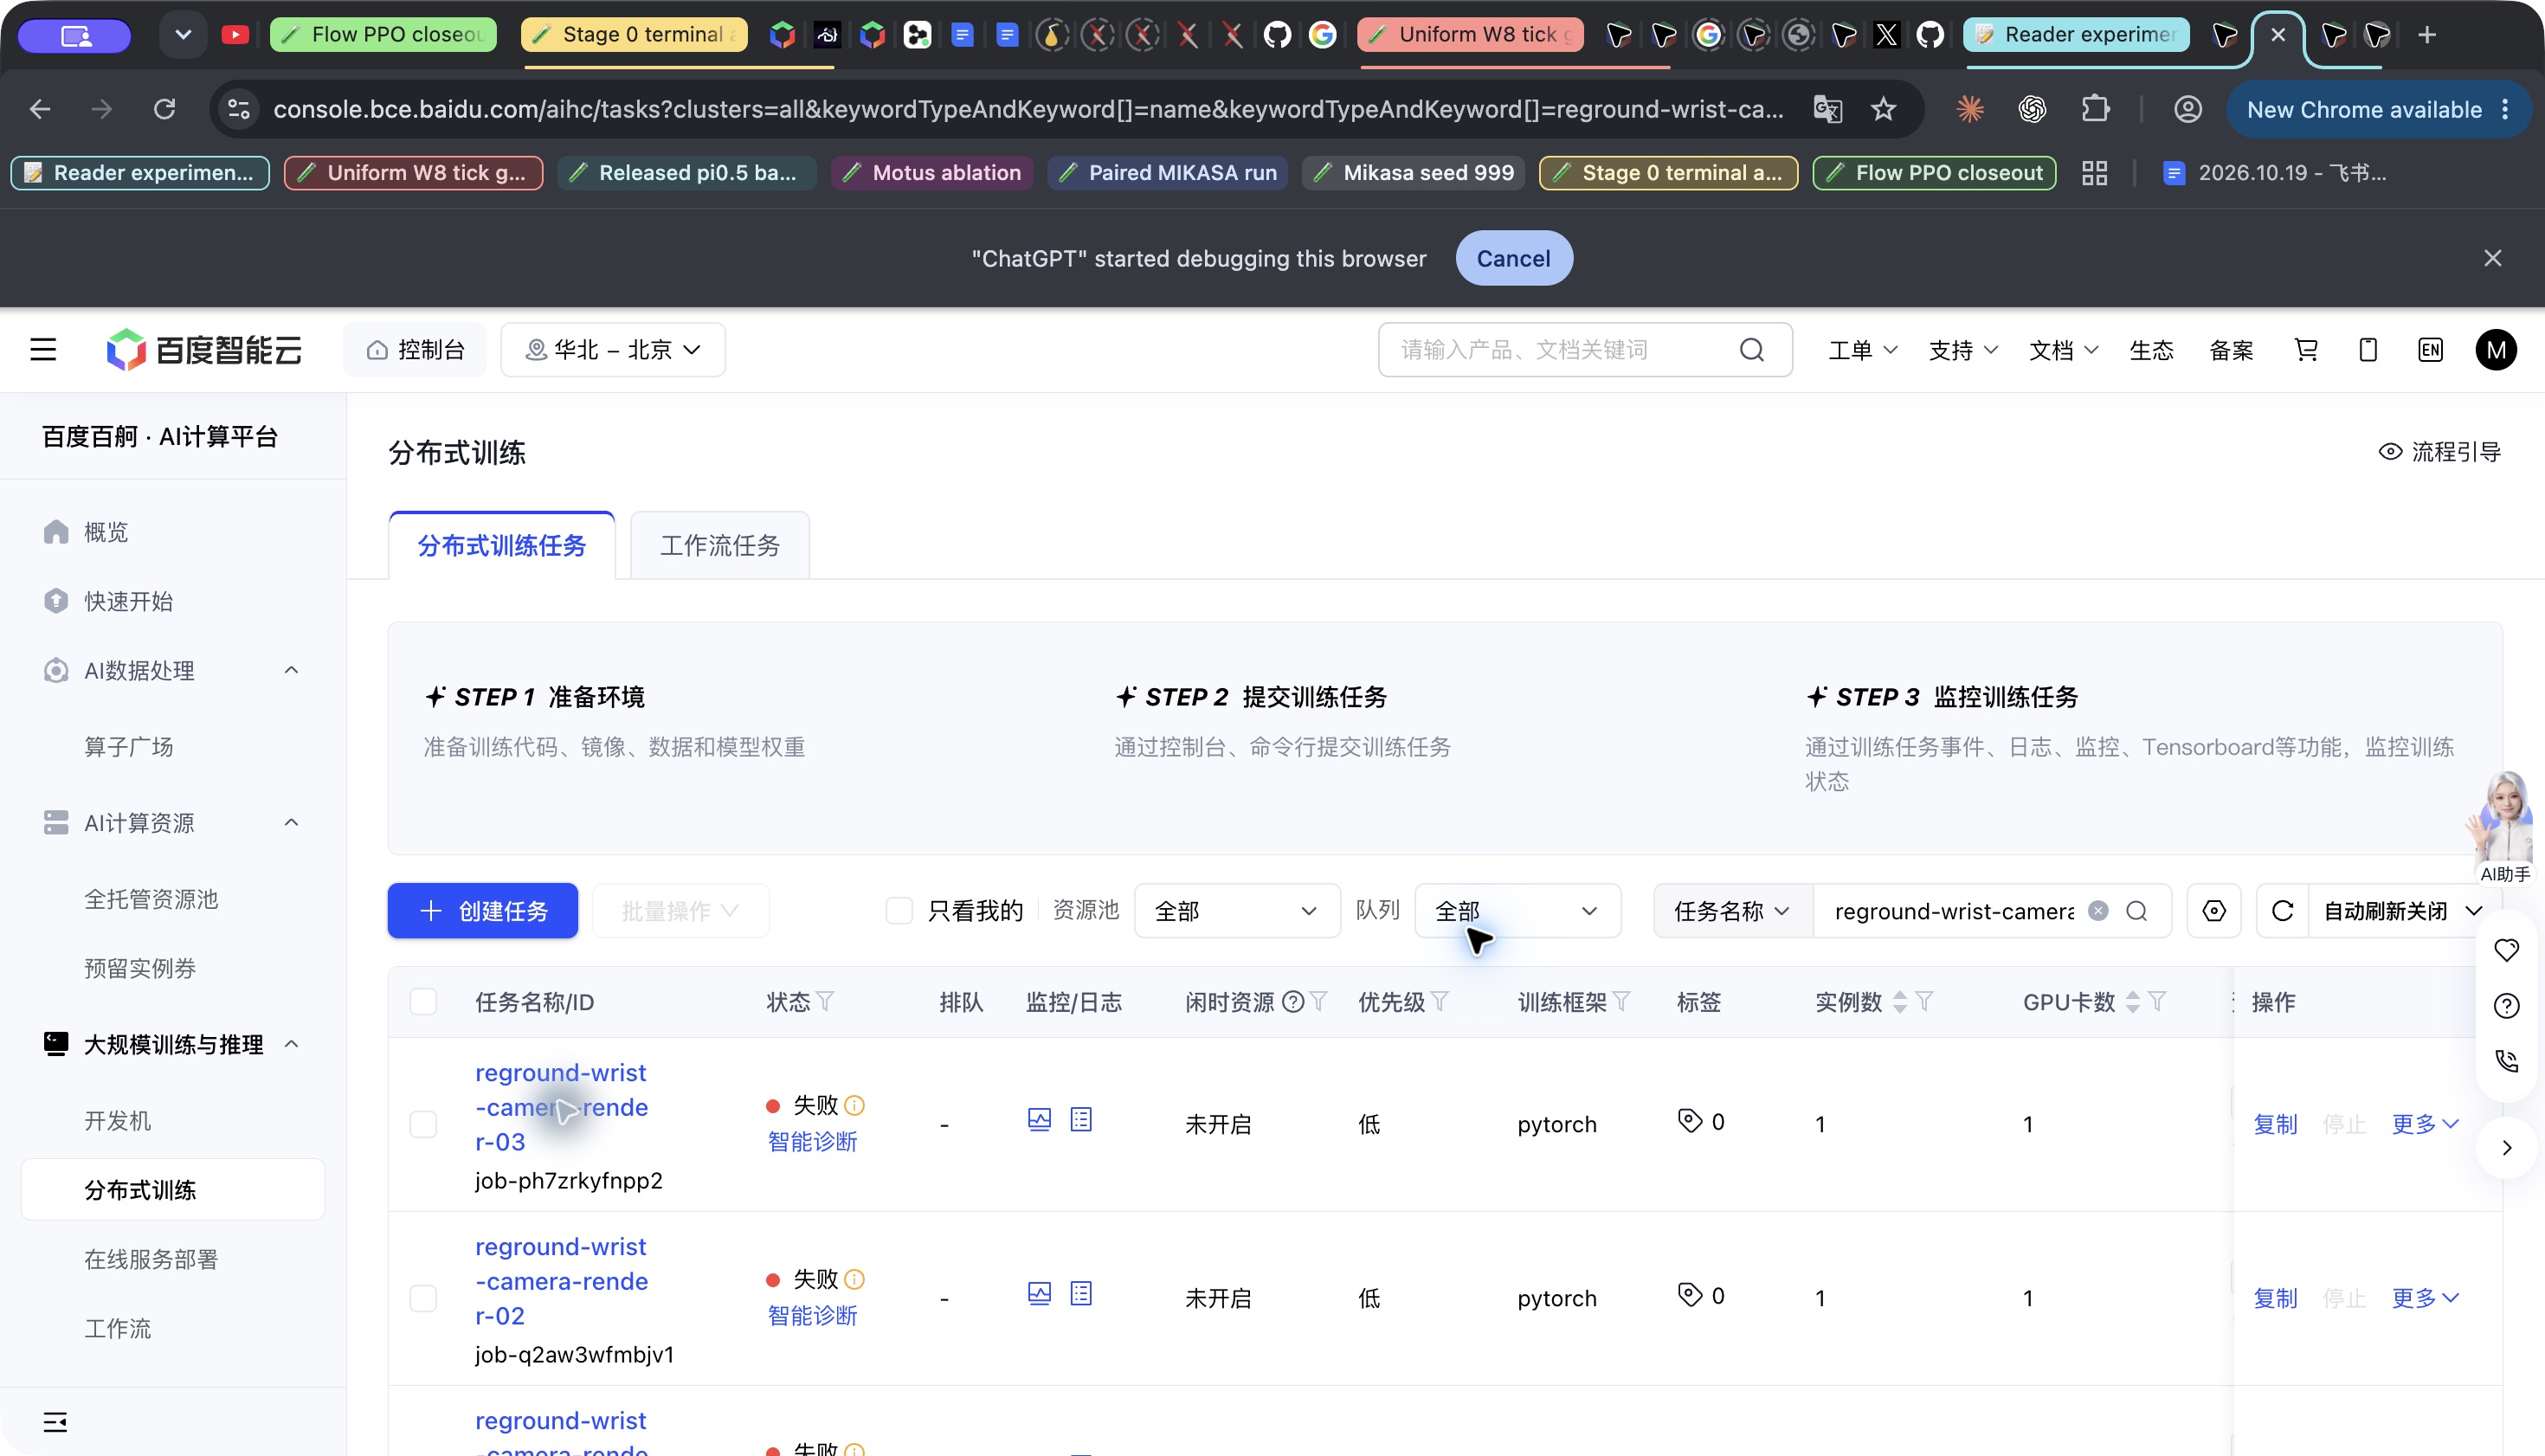 Flow PPO closeou
Stage 0 terminal a
Uniform W8 tick g
Reader experimen
console.bce.baidu.com/aihc/tasks?clusters=all&keywordTypeAndKeyword[]=name&keywordTypeAndKeyword[]=reground-wrist-ca...
New Chrome available
Reader experimen...
Uniform W8 tick g...
Released pi0.5 ba...
Motus ablation
Paired MIKASA run
Mikasa seed 999
Stage 0 terminal a...
Flow PPO closeout
2026.10.19 - 飞书...
"ChatGPT" started debugging this browser
Cancel
百度智能云
控制台
华北 – 北京
请输入产品、文档关键词
工单
支持
文档
生态
备案
EN
M
百度百舸 · AI计算平台
概览
快速开始
AI数据处理
算子广场
AI计算资源
全托管资源池
预留实例券
大规模训练与推理
开发机
分布式训练
在线服务部署
工作流
分布式训练
流程引导
分布式训练任务
工作流任务
STEP 1 准备环境
准备训练代码、镜像、数据和模型权重
STEP 2 提交训练任务
通过控制台、命令行提交训练任务
STEP 3 监控训练任务
通过训练任务事件、日志、监控、Tensorboard等功能，监控训练
状态
AI助手
创建任务
批量操作
只看我的
资源池
全部
队列
全部
任务名称
reground-wrist-camera
自动刷新关闭
任务名称/ID
状态
排队
监控/日志
闲时资源
优先级
训练框架
标签
实例数
GPU卡数
操作
reground-wrist
-camera-rende
r-03
job-ph7zrkyfnpp2
失败
智能诊断
-
未开启
低
pytorch
0
1
1
复制
停止
更多
reground-wrist
-camera-rende
r-02
job-q2aw3wfmbjv1
失败
智能诊断
-
未开启
低
pytorch
0
1
1
复制
停止
更多
reground-wrist
-camera-rende
失败